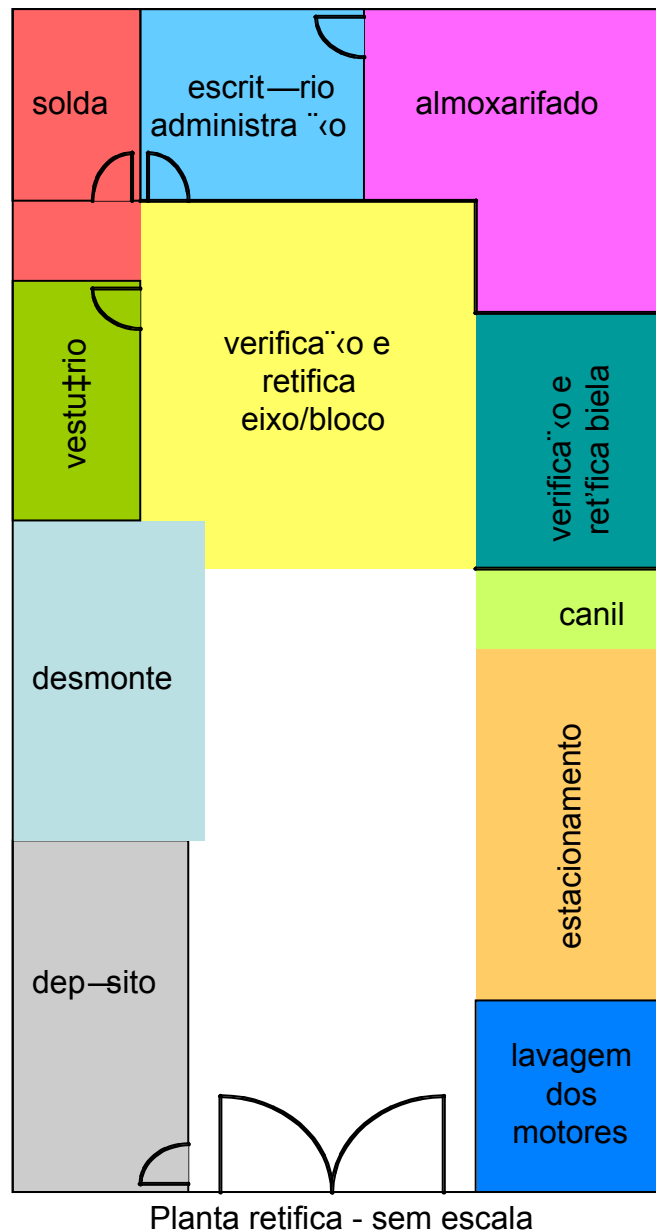 solda
escrit—rio
administra ¨‹o
almoxarifado
verifica¨‹o e
retifica
eixo/bloco
vestu‡rio
verifica¨‹o e
ret’fica biela
canil
desmonte
estacionamento
dep—sito
lavagem
dos
motores
Planta retifica - sem escala